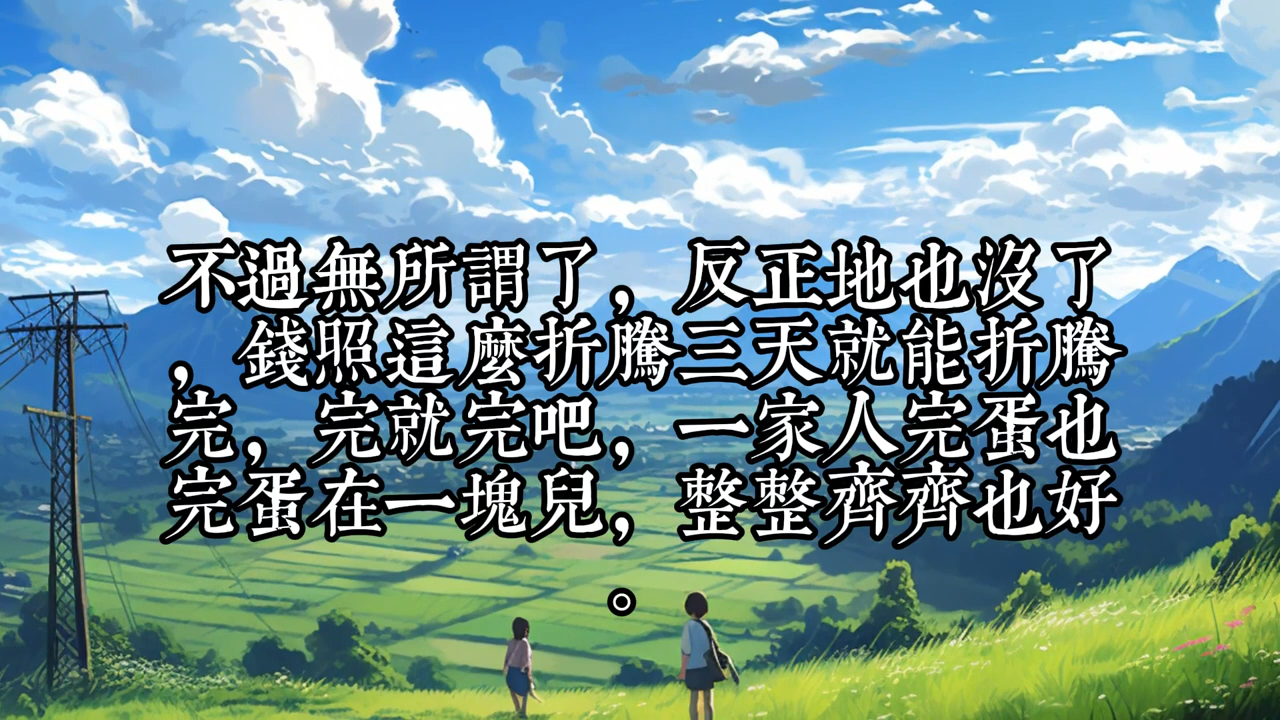 不過無所謂了，反正地也沒了
，錢照這麼折騰三天就能折騰
完，完就完吧，一家人完蛋也
完蛋在一塊兒，整整齊齊也好
。